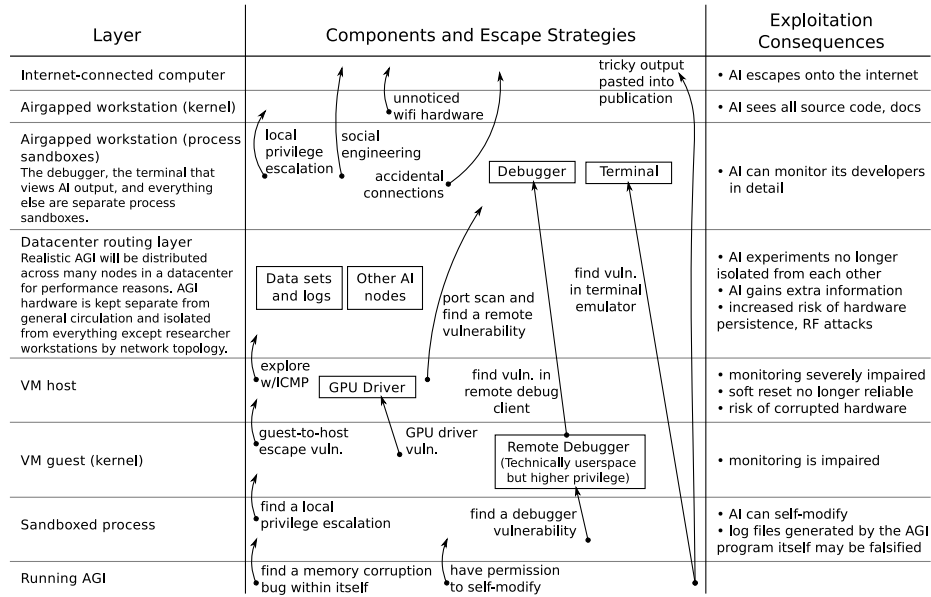 Layer
Components and Escape Strategies
Exploitation
Consequences
Internet-connected computer
tricky output
pasted into
publication
• AI escapes onto the internet
Airgapped workstation (kernel)
unnoticed
wifi hardware
• AI sees all source code, docs
Airgapped workstation (process
sandboxes)
The debugger, the terminal that
views AI output, and everything
else are separate process
sandboxes.
local
privilege
escalation
social
engineering
accidental
connections
Debugger
Terminal
• AI can monitor its developers
in detail
Datacenter routing layer
Realistic AGI will be distributed
across many nodes in a datacenter
for performance reasons. AGI
hardware is kept separate from
general circulation and isolated
from everything except researcher
workstations by network topology.
Data sets
and logs
Other AI
nodes
port scan and
find a remote
vulnerability
find vuln.
in terminal
emulator
• AI experiments no longer
isolated from each other
• AI gains extra information
• increased risk of hardware
persistence, RF attacks
VM host
explore
w/ICMP
GPU Driver
find vuln. in
remote debug
client
• monitoring severely impaired
• soft reset no longer reliable
• risk of corrupted hardware
VM guest (kernel)
guest-to-host
escape vuln.
GPU driver
vuln.
Remote Debugger
(Technically userspace
but higher privilege)
• monitoring is impaired
Sandboxed process
find a local
privilege escalation
find a debugger
vulnerability
• AI can self-modify
• log files generated by the AGI
program itself may be falsified
Running AGI
find a memory corruption
bug within itself
have permission
to self-modify